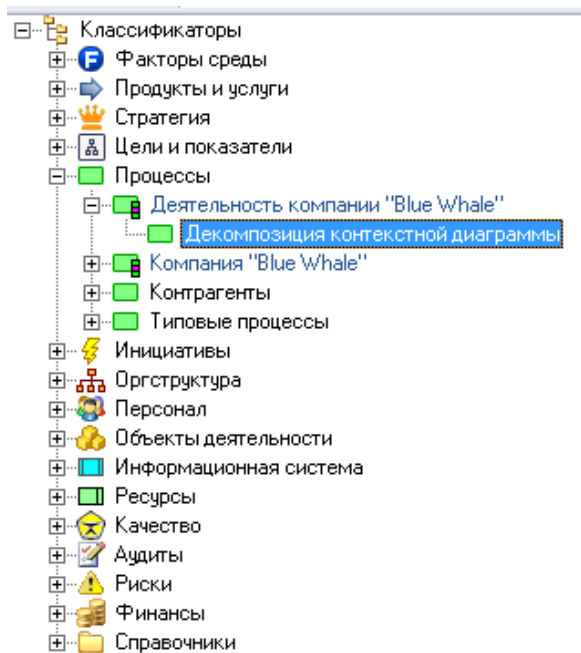 Классификаторы
Факторы среды
Продукты и услуги
Стратегия
Цели и показатели
Процессы
Деятельность компании "Blue Whale"
Декомпозиция контекстной диаграммы
Компания "Blue Whale"
Контрагенты
Типовые процессы
Инициативы
Оргструктура
Персонал
Объекты деятельности
Информационная система
Ресурсы
Качество
Аудиты
Риски
Финансы
Справочники